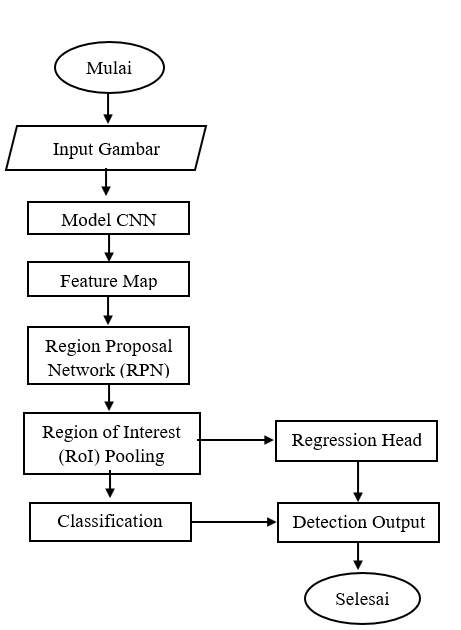 Mulai
Input Gambar
Model CNN
Feature Map
Region Proposal
Network (RPN)
Region of Interest
(RoI) Pooling
Regression Head
Classification
Detection Output
Selesai